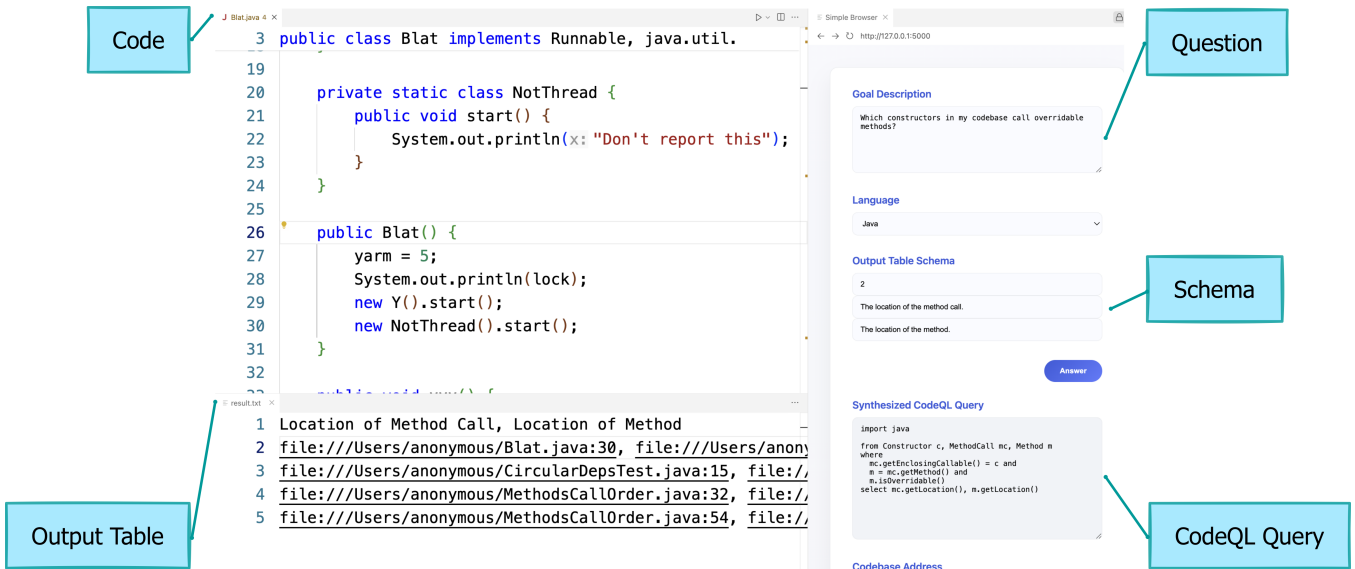 Code
Blat.java 4
3 public class Blat implements Runnable, java.util.
19
20 private static class NotThread {
21 public void start() {
22 System.out.println(x: "Don't report this");
23 }
24 }
25
26 public Blat() {
27 yarm = 5;
28 System.out.println(lock);
29 new Y().start();
30 new NotThread().start();
31 }
32
result.txt
1 Location of Method Call, Location of Method
2 file:///Users/anonymous/Blat.java:30, file:///Users/anony
3 file:///Users/anonymous/CircularDepsTest.java:15, file://
4 file:///Users/anonymous/MethodsCallOrder.java:32, file://
5 file:///Users/anonymous/MethodsCallOrder.java:54, file://
Output Table
Simple Browser
http://127.0.0.1:5000
Goal Description
Which constructors in my codebase call overridable
methods?
Language
Java
Output Table Schema
2
The location of the method call.
The location of the method.
Answer
Synthesized CodeQL Query
import java
from Constructor c, MethodCall mc, Method m
where
mc.getEnclosingCallable() = c and
m = mc.getMethod() and
m.isOverridable()
select mc.getLocation(), m.getLocation()
Codebase Address
Question
Schema
CodeQL Query